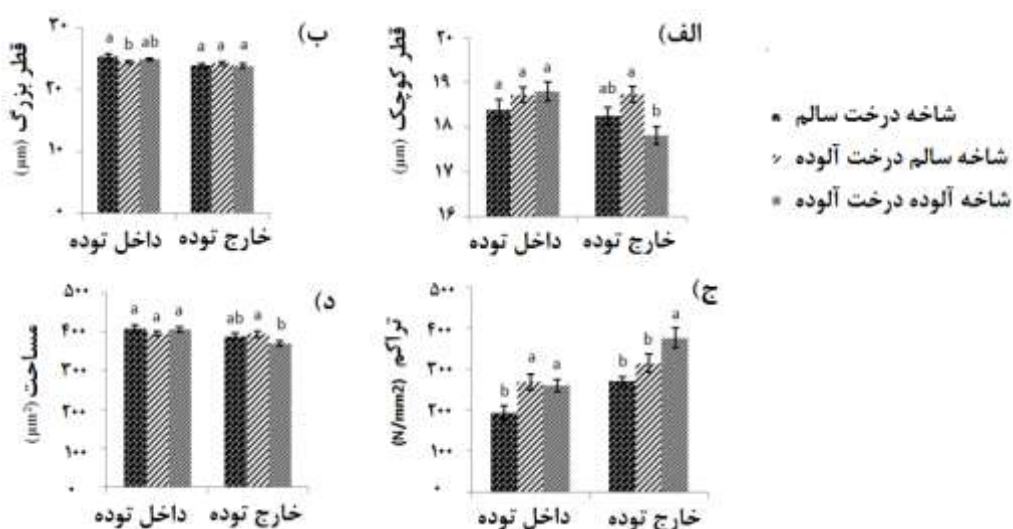 الف)
قطر کوچک (µm)
۲۰
۱۹
۱۸
۱۷
۱۶
a a a
ab a b
داخل توده
خارج توده
ب)
قطر بزرگ (µm)
۳۰
۲۰
۱۰
۰
a b ab
a a a
داخل توده
خارج توده
شاخه درخت سالم
شاخه سالم درخت آلوده
شاخه آلوده درخت آلوده
ج)
تراکم (N/mm2)
۵۰۰
۴۰۰
۳۰۰
۲۰۰
۱۰۰
۰
b a a
b b a
داخل توده
خارج توده
د)
مساحت (µm²)
۵۰۰
۴۰۰
۳۰۰
۲۰۰
۱۰۰
۰
a a a
ab a b
داخل توده
خارج توده